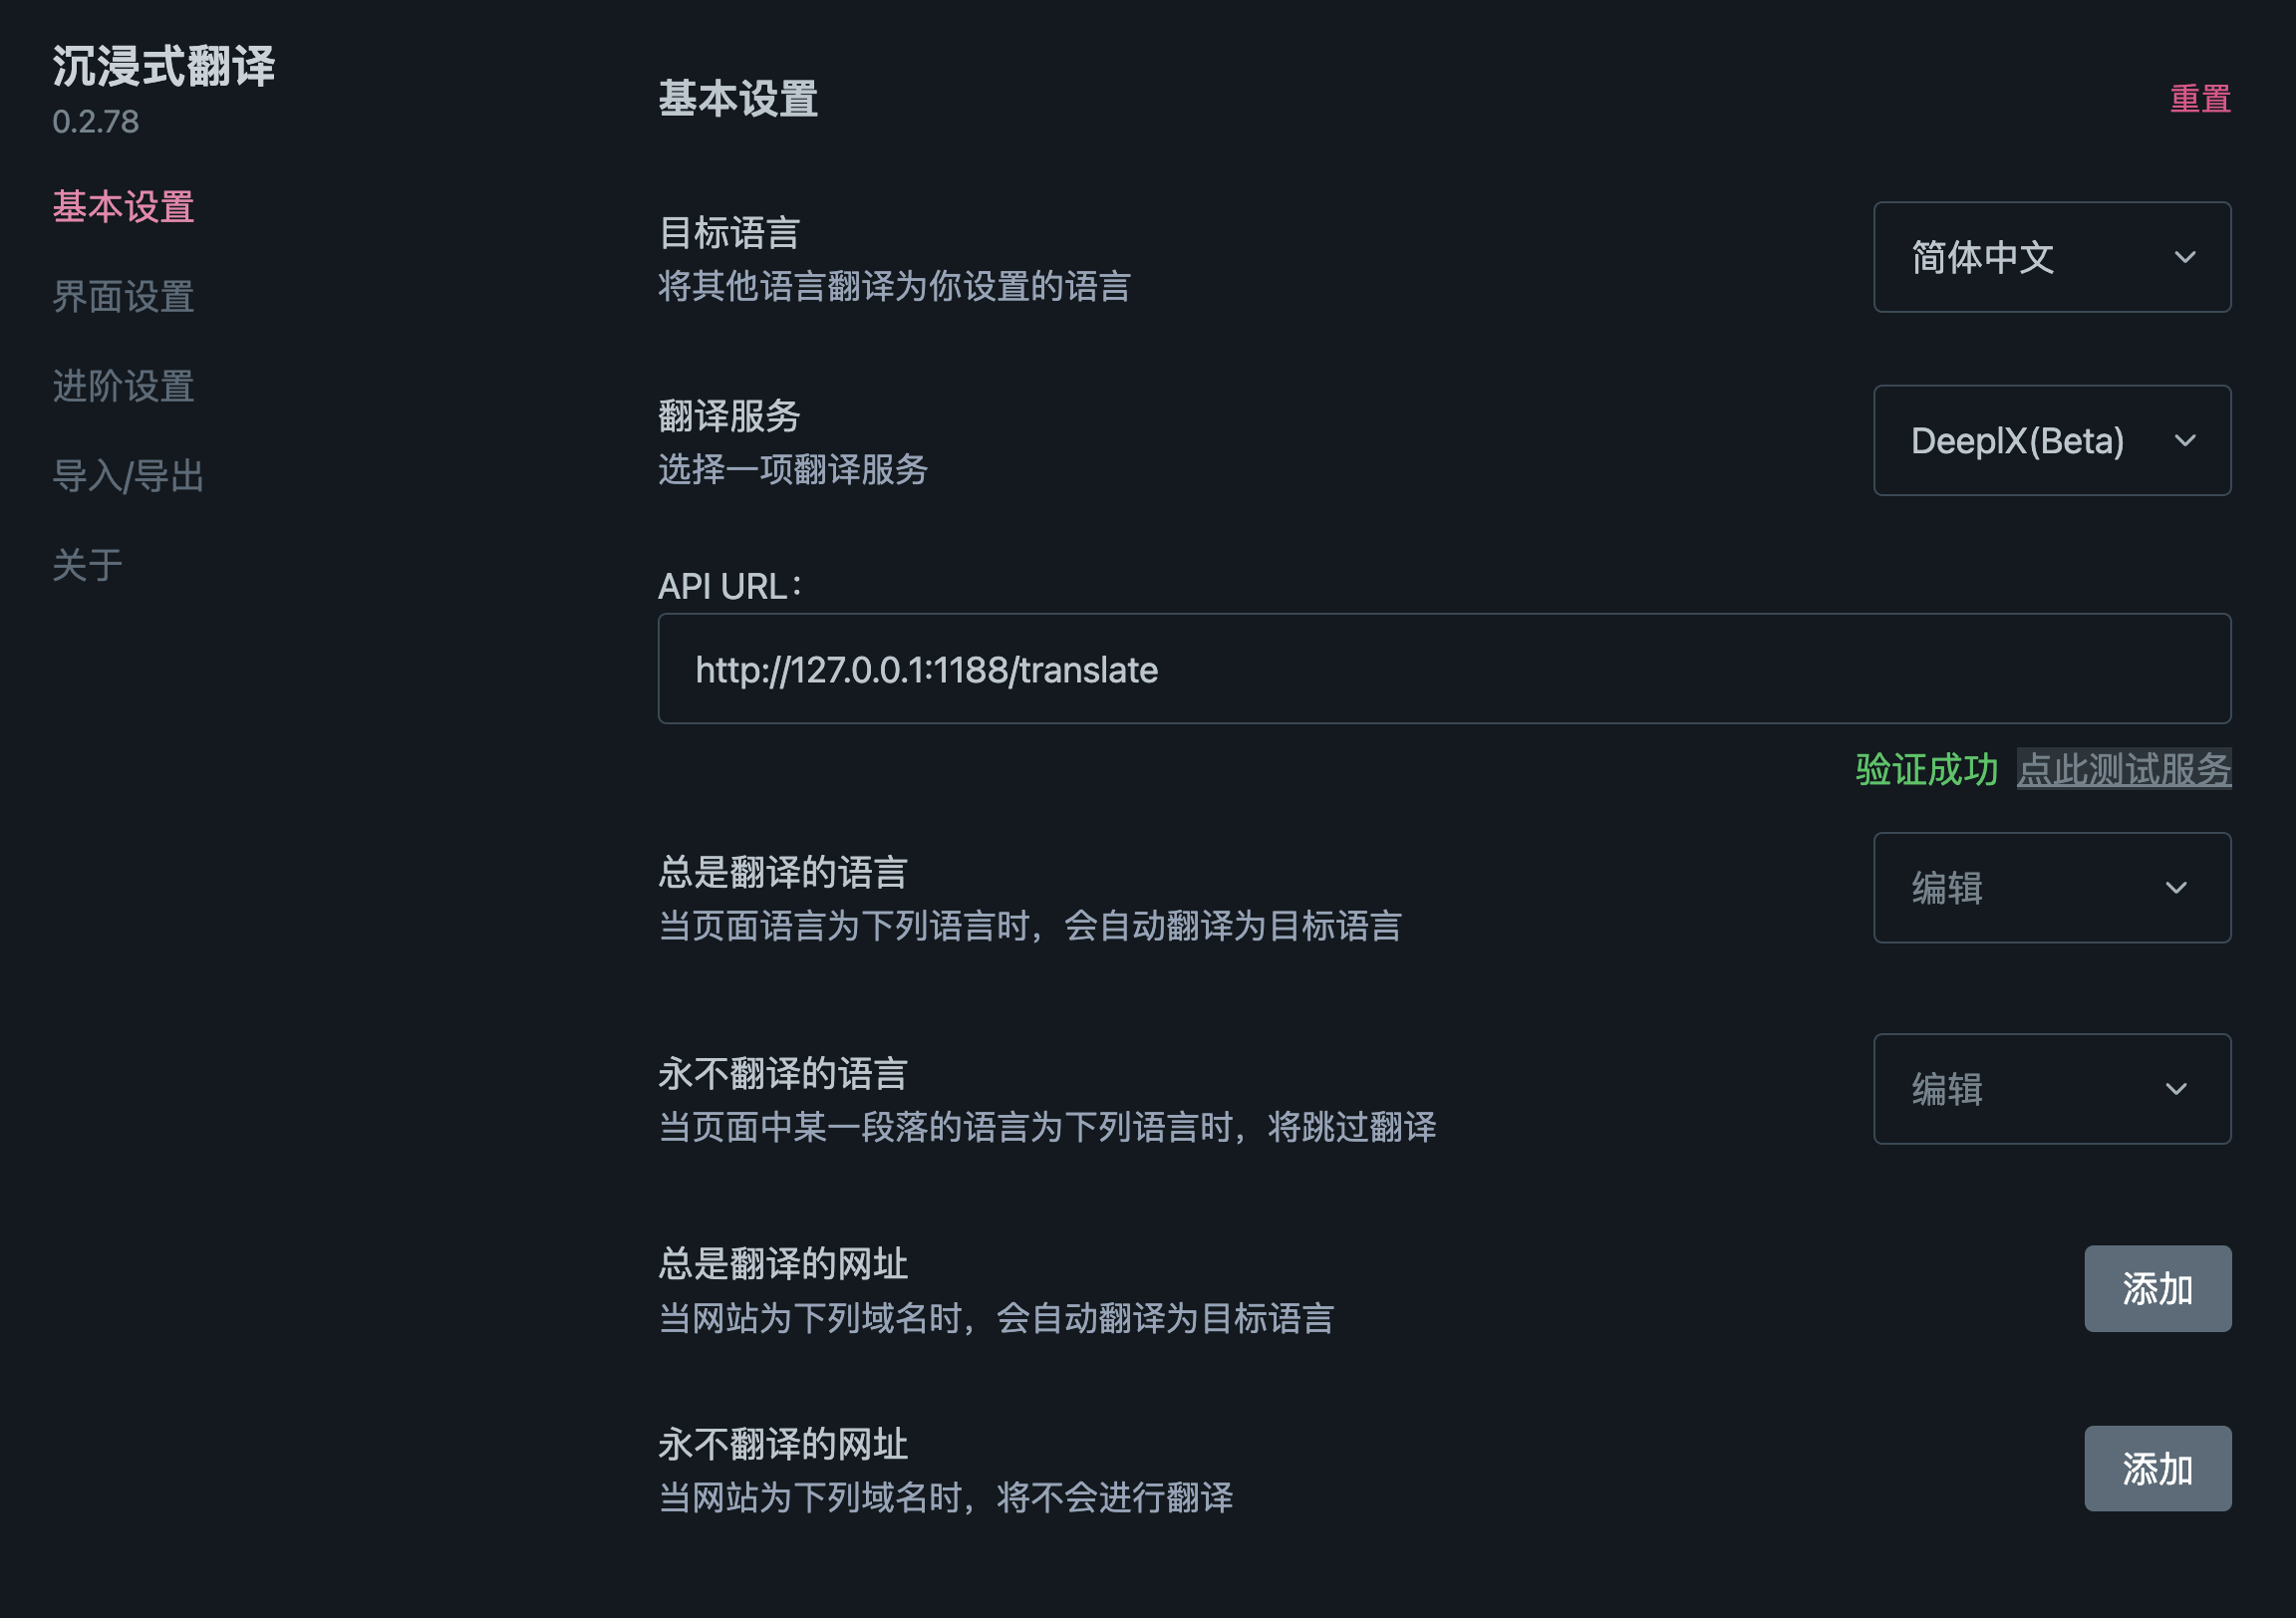 沉浸式翻译
0.2.78
基本设置
界面设置
进阶设置
导入/导出
关于
基本设置
重置
目标语言
将其他语言翻译为你设置的语言
简体中文
翻译服务
选择一项翻译服务
DeeplX(Beta)
API URL：
http://127.0.0.1:1188/translate
验证成功 点此测试服务
总是翻译的语言
当页面语言为下列语言时，会自动翻译为目标语言
编辑
永不翻译的语言
当页面中某一段落的语言为下列语言时，将跳过翻译
编辑
总是翻译的网址
当网站为下列域名时，会自动翻译为目标语言
添加
永不翻译的网址
当网站为下列域名时，将不会进行翻译
添加